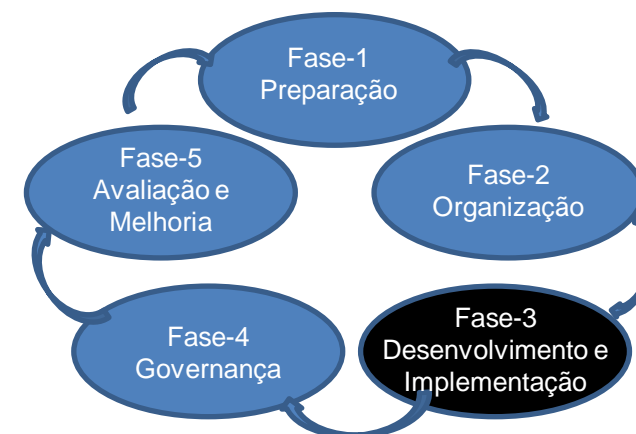 Fase-1
Preparação
Fase-2
Organização
Fase-3
Desenvolvimento e
Implementação
Fase-4
Governança
Fase-5
Avaliação e
Melhoria